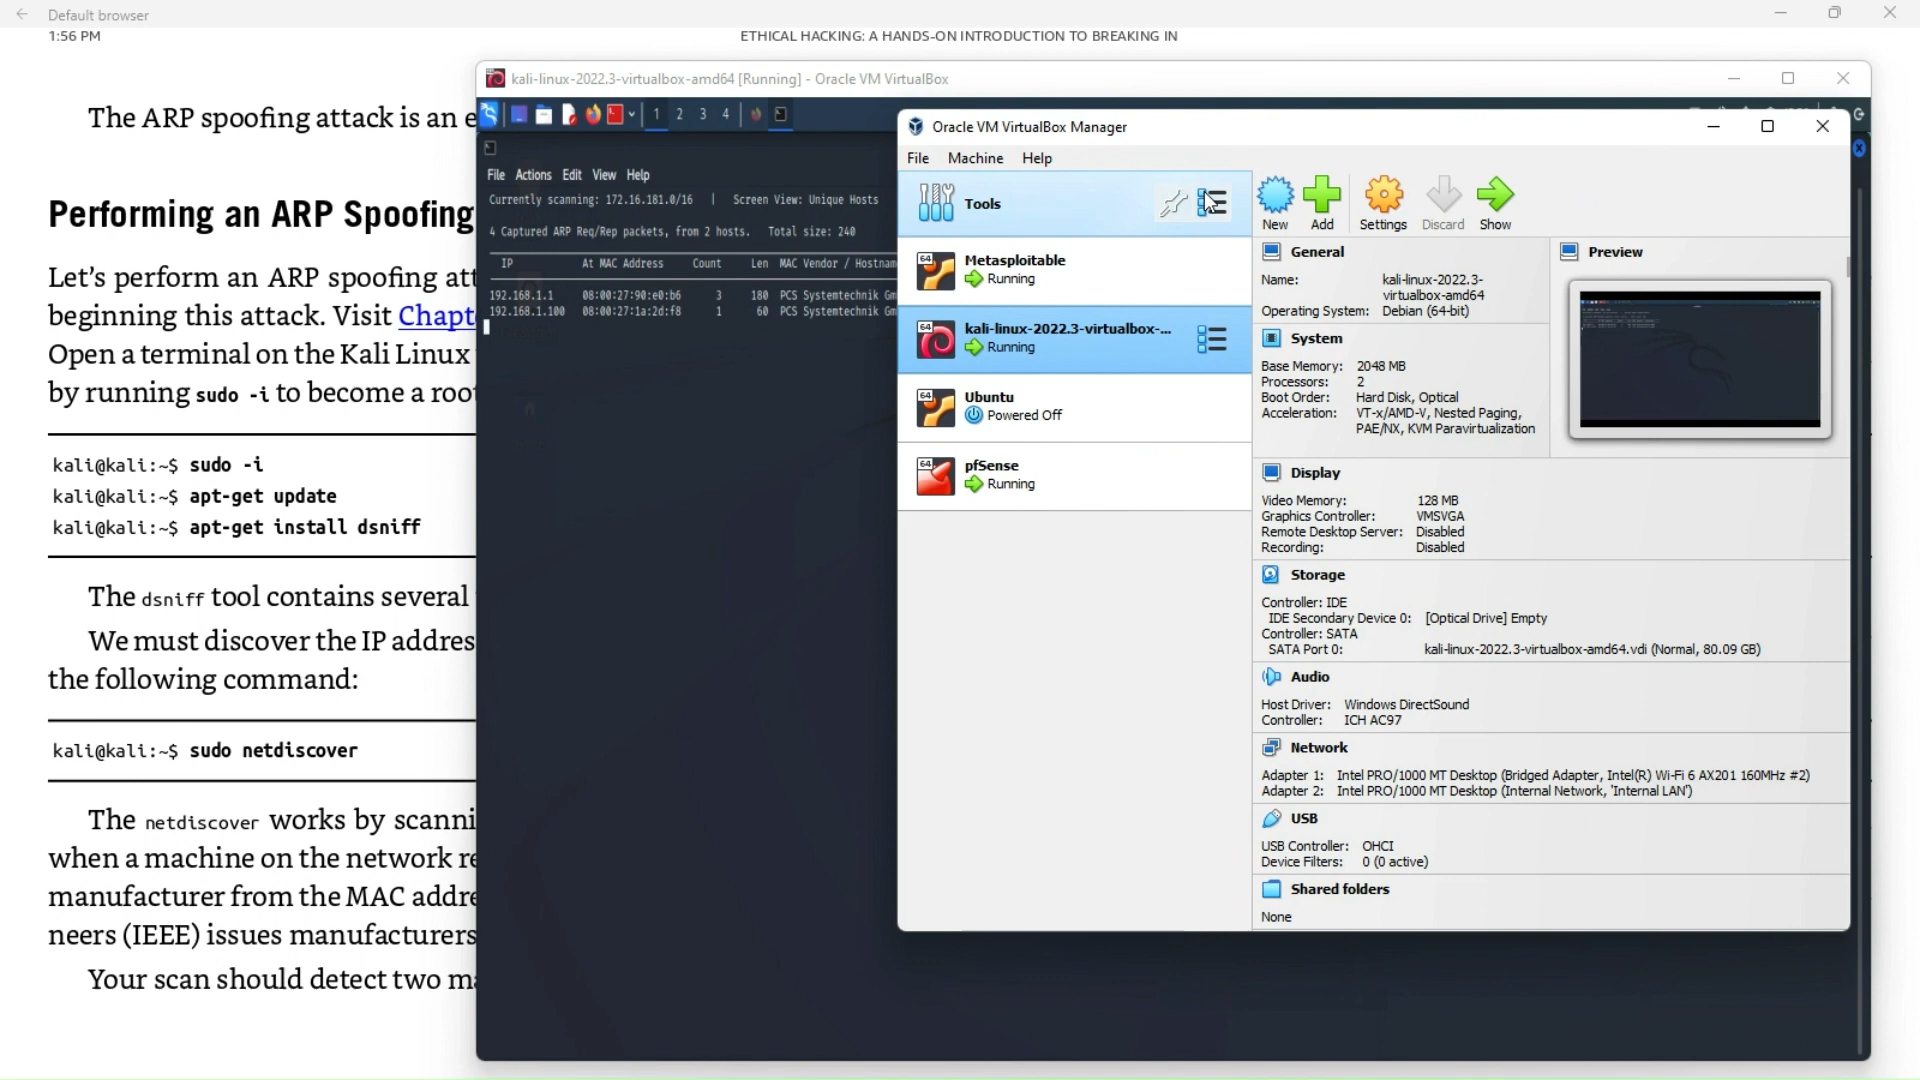 Default browser
1:56 PM
ETHICAL HACKING: A HANDS-ON INTRODUCTION TO BREAKING IN
The ARP spoofing attack is an e
Performing an ARP Spoofing
Let's perform an ARP spoofing att
beginning this attack. Visit Chapt
Open a terminal on the Kali Linux
by running sudo -i to become a root
kali@kali:~$ sudo -i
kali@kali:~$ apt-get update
kali@kali:~$ apt-get install dsniff
The dsniff tool contains several
We must discover the IP addres
the following command:
kali@kali:~$ sudo netdiscover
The netdiscover works by scanni
when a machine on the network re
manufacturer from the MAC addre
neers (IEEE) issues manufacturers
Your scan should detect two ma
kali-linux-2022.3-virtualbox-amd64 [Running] - Oracle VM VirtualBox
1 2 3 4
File Actions Edit View Help
Currently scanning: 172.16.181.0/16 | Screen View: Unique Hosts
4 Captured ARP Req/Rep packets, from 2 hosts. Total size: 240
IP At MAC Address Count Len MAC Vendor / Hostnam
192.168.1.1 08:00:27:90:e0:b6 3 180 PCS Systemtechnik Gm
192.168.1.100 08:00:27:1a:2d:f8 1 60 PCS Systemtechnik Gm
Oracle VM VirtualBox Manager
File Machine Help
Tools
64
Metasploitable
Running
64
kali-linux-2022.3-virtualbox-...
Running
64
Ubuntu
Powered Off
64
pfSense
Running
New Add Settings Discard Show
General
Name: kali-linux-2022.3-
virtualbox-amd64
Operating System: Debian (64-bit)
Preview
System
Base Memory: 2048 MB
Processors: 2
Boot Order: Hard Disk, Optical
Acceleration: VT-x/AMD-V, Nested Paging,
PAE/NX, KVM Paravirtualization
Display
Video Memory: 128 MB
Graphics Controller: VMSVGA
Remote Desktop Server: Disabled
Recording: Disabled
Storage
Controller: IDE
IDE Secondary Device 0: [Optical Drive] Empty
Controller: SATA
SATA Port 0: kali-linux-2022.3-virtualbox-amd64.vdi (Normal, 80.09 GB)
Audio
Host Driver: Windows DirectSound
Controller: ICH AC97
Network
Adapter 1: Intel PRO/1000 MT Desktop (Bridged Adapter, Intel(R) Wi-Fi 6 AX201 160MHz #2)
Adapter 2: Intel PRO/1000 MT Desktop (Internal Network, 'Internal LAN')
USB
USB Controller: OHCI
Device Filters: 0 (0 active)
Shared folders
None